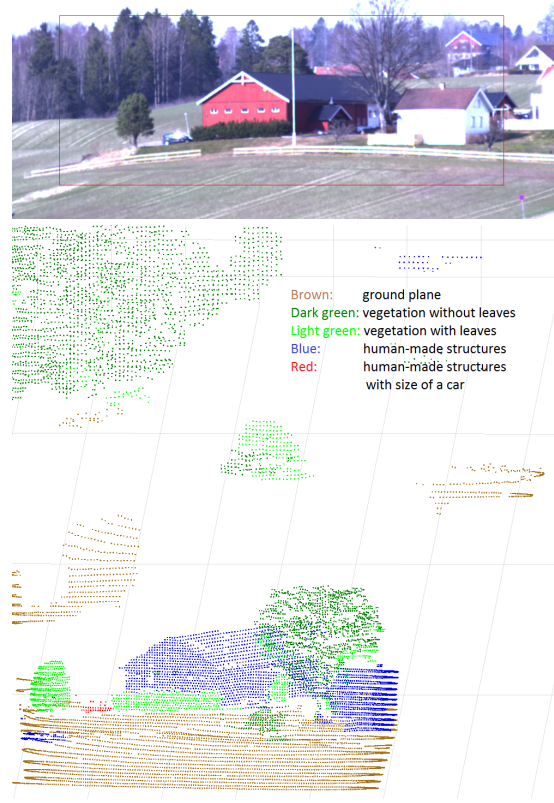 Brown: ground plane
Dark green: vegetation without leaves
Light green: vegetation with leaves
Blue: human-made structures
Red: human-made structures
with size of a car